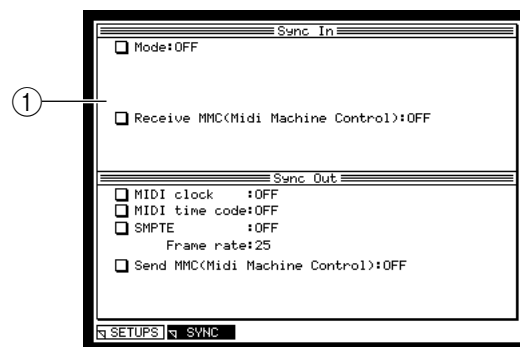 Sync In
Mode:OFF
①
Receive MMC(Midi Machine Control):OFF
Sync Out
MIDI clock :OFF
MIDI time code:OFF
SMPTE :OFF
Frame rate:25
Send MMC(Midi Machine Control):OFF
SETUPS SYNC